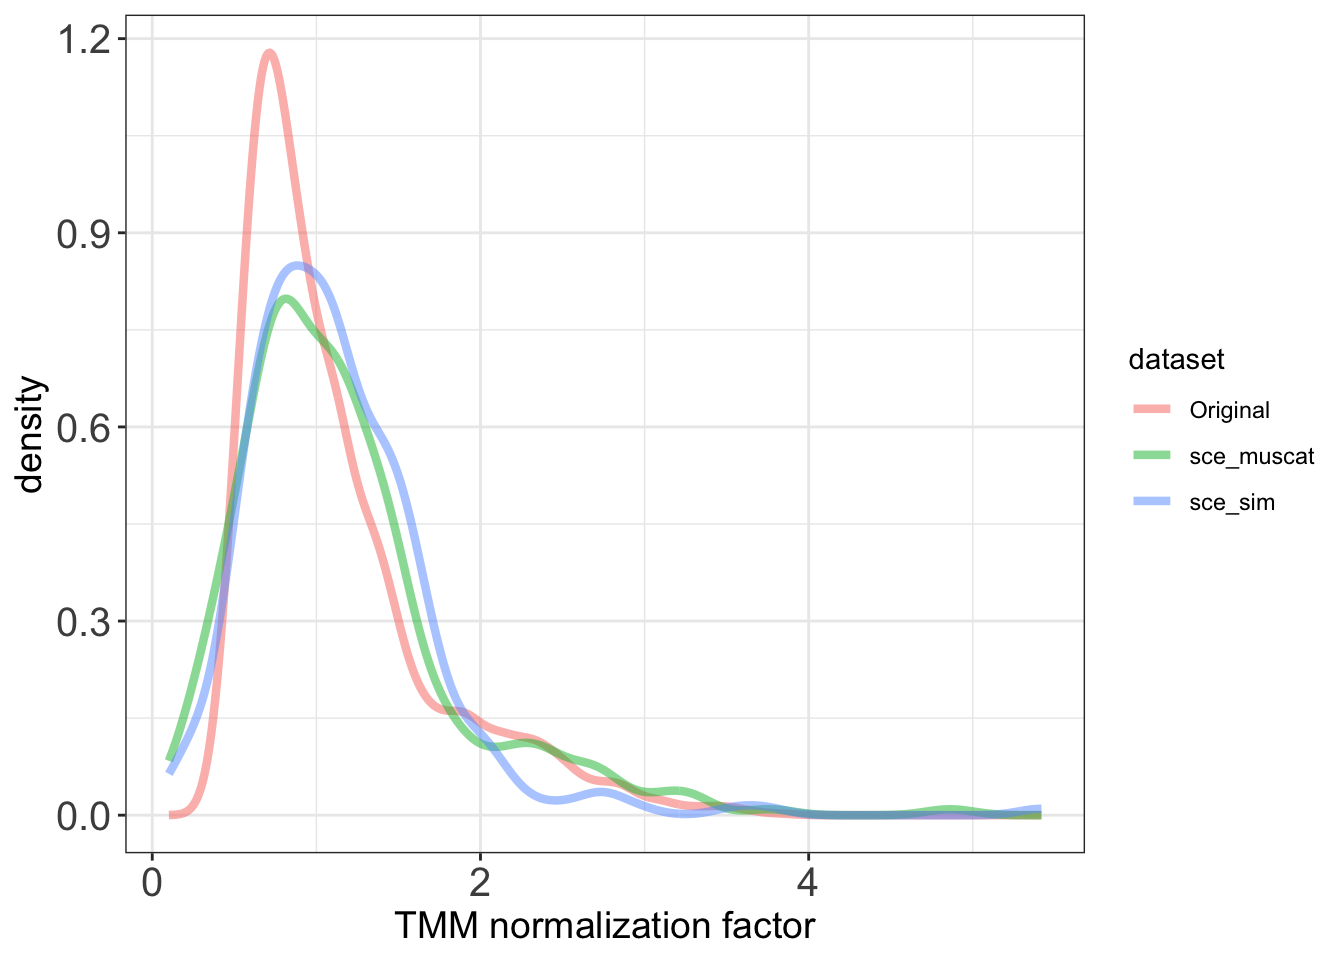 1.2
0.9
0.6
0.3
0.0
density
0
2
4
TMM normalization factor
dataset
Original
sce_muscat
sce_sim